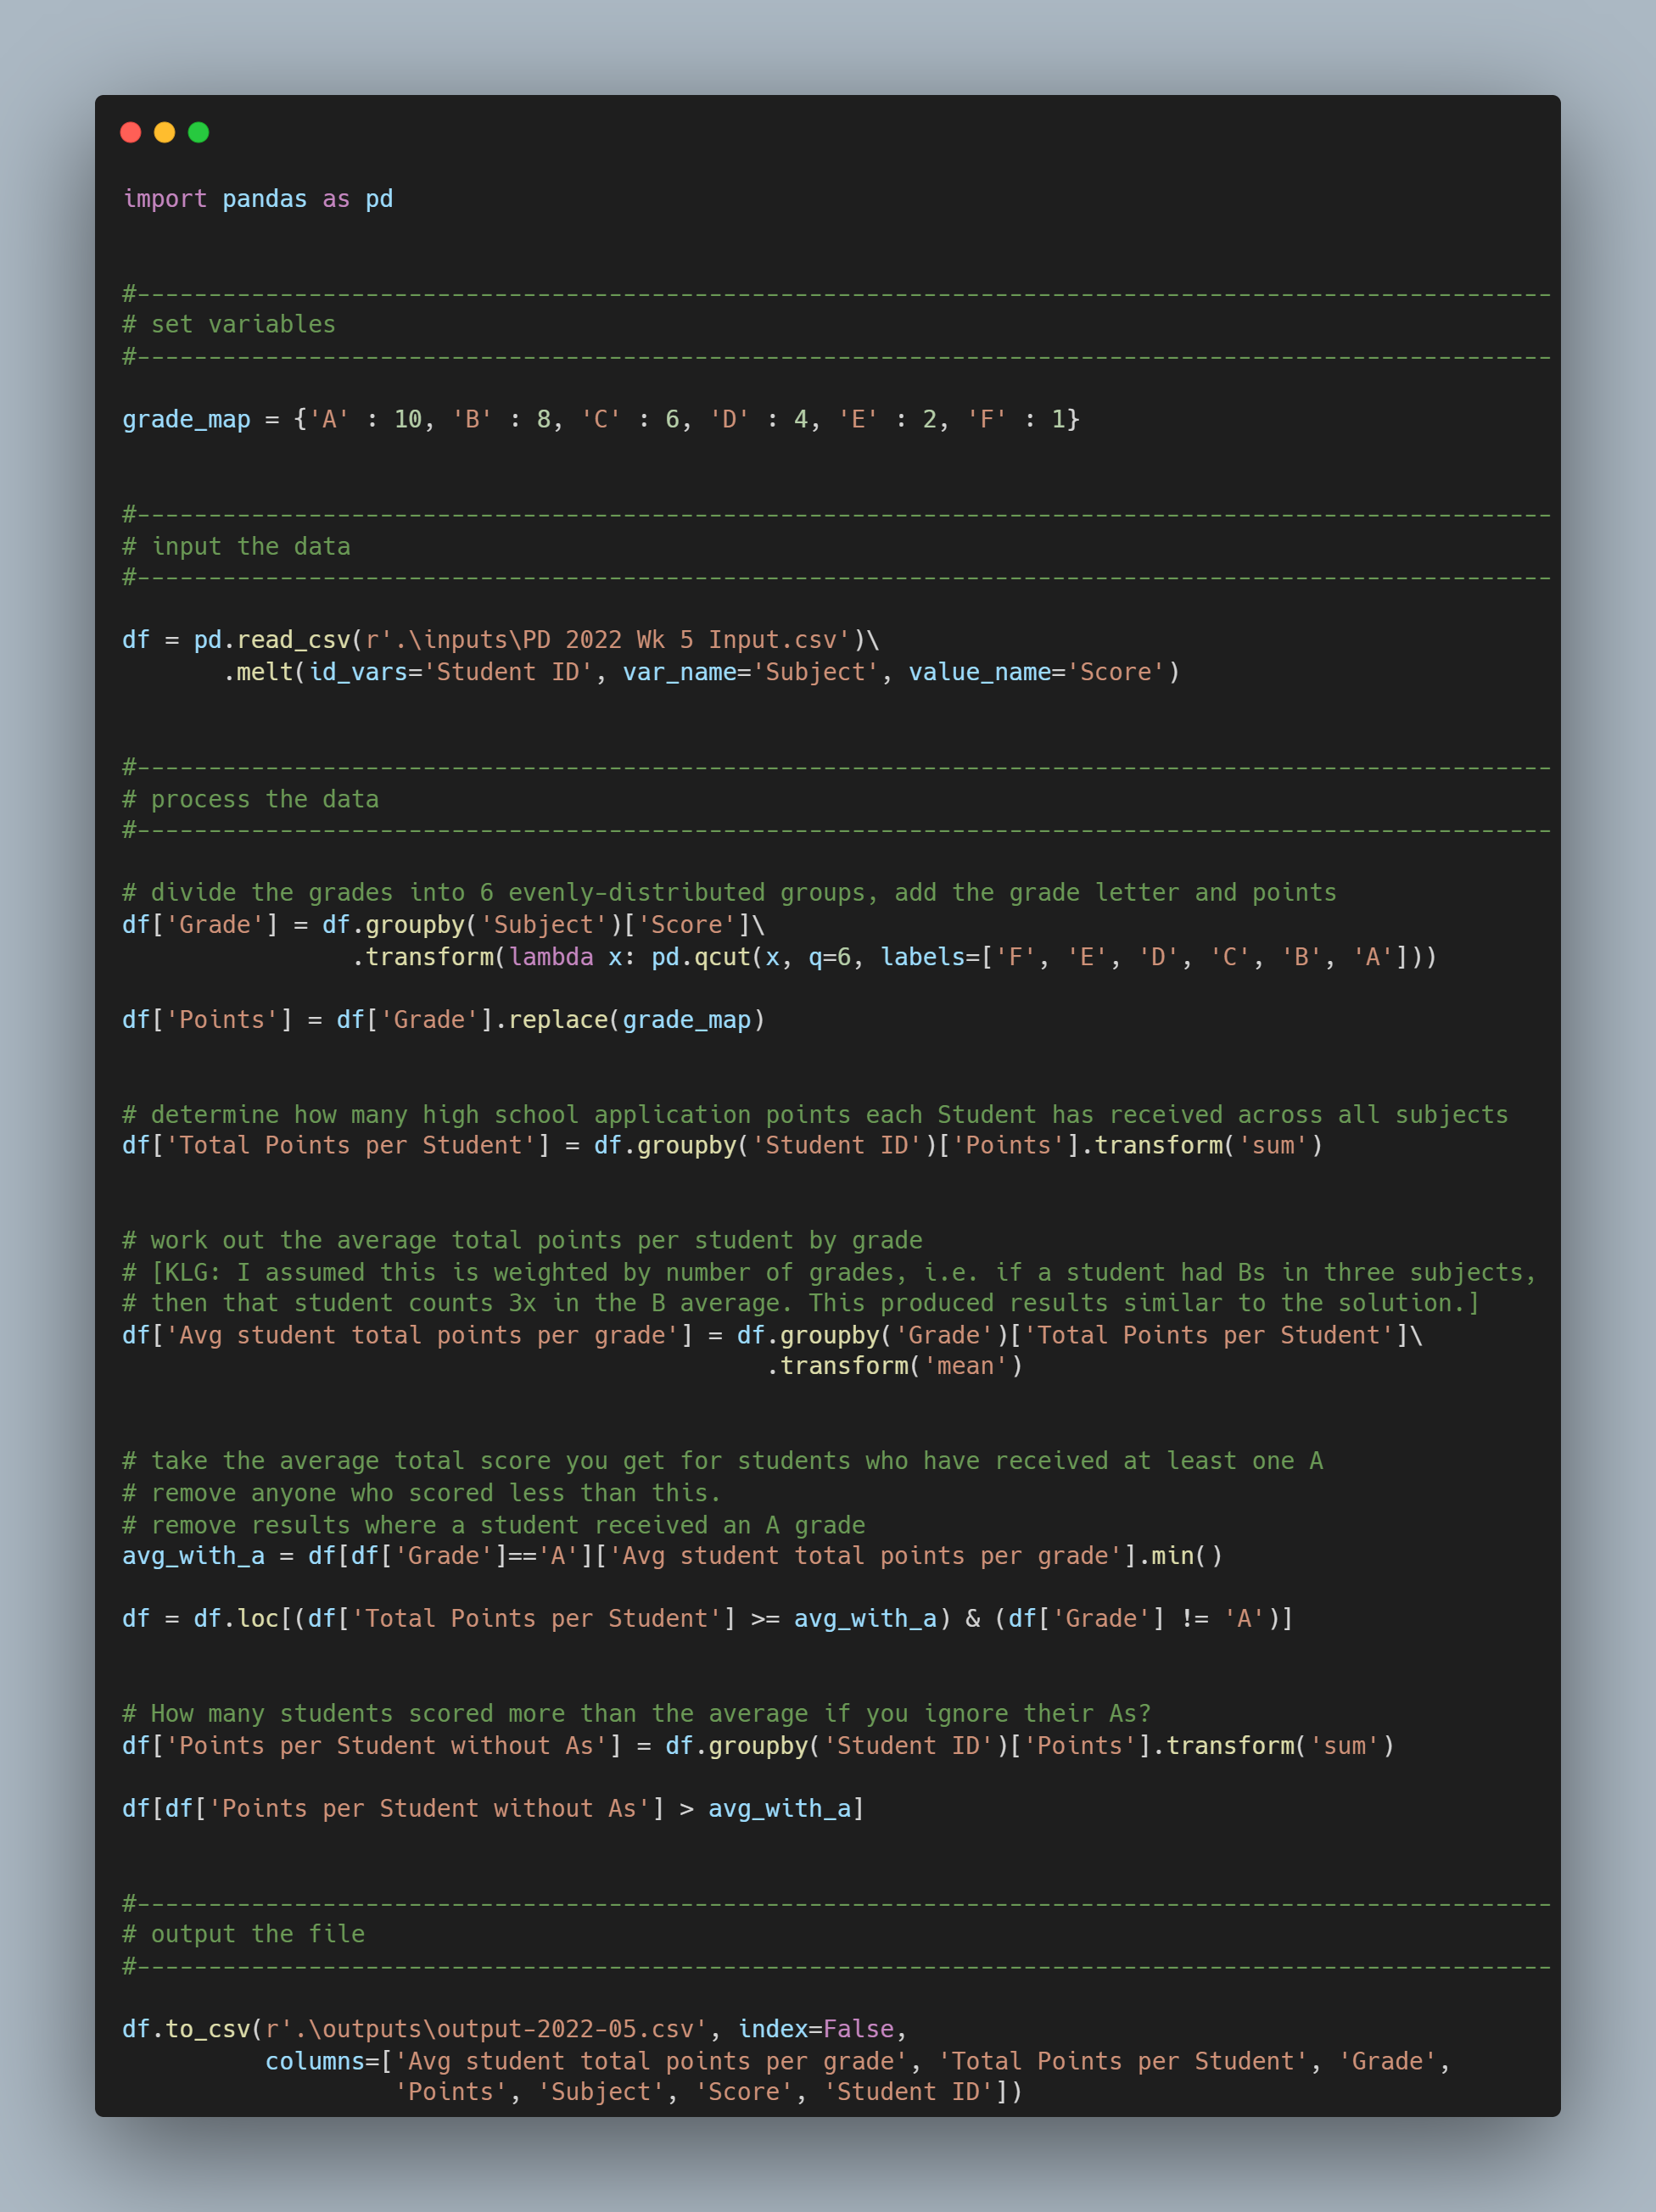 import pandas as pd
#---------------------------------------------------------------------------------------------------
# set variables
#---------------------------------------------------------------------------------------------------
grade_map = {'A' : 10, 'B' : 8, 'C' : 6, 'D' : 4, 'E' : 2, 'F' : 1}
#---------------------------------------------------------------------------------------------------
# input the data
#---------------------------------------------------------------------------------------------------
df = pd.read_csv(r'.\inputs\PD 2022 Wk 5 Input.csv')\
       .melt(id_vars='Student ID', var_name='Subject', value_name='Score')
#---------------------------------------------------------------------------------------------------
# process the data
#---------------------------------------------------------------------------------------------------
# divide the grades into 6 evenly-distributed groups, add the grade letter and points
df['Grade'] = df.groupby('Subject')['Score']\
                .transform(lambda x: pd.qcut(x, q=6, labels=['F', 'E', 'D', 'C', 'B', 'A']))
df['Points'] = df['Grade'].replace(grade_map)
# determine how many high school application points each Student has received across all subjects
df['Total Points per Student'] = df.groupby('Student ID')['Points'].transform('sum')
# work out the average total points per student by grade
# [KLG: I assumed this is weighted by number of grades, i.e. if a student had Bs in three subjects,
# then that student counts 3x in the B average. This produced results similar to the solution.]
df['Avg student total points per grade'] = df.groupby('Grade')['Total Points per Student']\
                                             .transform('mean')
# take the average total score you get for students who have received at least one A
# remove anyone who scored less than this.
# remove results where a student received an A grade
avg_with_a = df[df['Grade']=='A']['Avg student total points per grade'].min()
df = df.loc[(df['Total Points per Student'] >= avg_with_a) & (df['Grade'] != 'A')]
# How many students scored more than the average if you ignore their As?
df['Points per Student without As'] = df.groupby('Student ID')['Points'].transform('sum')
df[df['Points per Student without As'] > avg_with_a]
#---------------------------------------------------------------------------------------------------
# output the file
#---------------------------------------------------------------------------------------------------
df.to_csv(r'.\outputs\output-2022-05.csv', index=False,
          columns=['Avg student total points per grade', 'Total Points per Student', 'Grade',
                   'Points', 'Subject', 'Score', 'Student ID'])